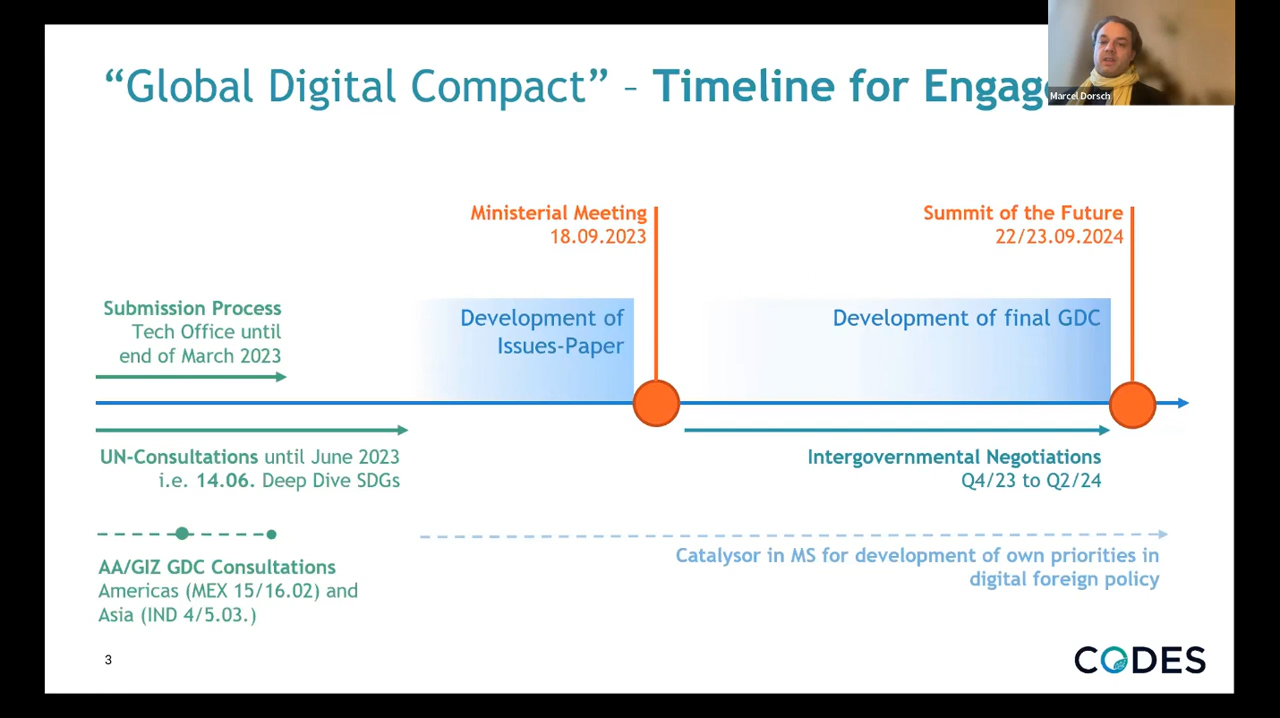 “Global Digital Compact” – Timeline for Engage
Marcel Dorsch
Ministerial Meeting
18.09.2023
Summit of the Future
22/23.09.2024
Submission Process
Tech Office until
end of March 2023
Development of
Issues-Paper
Development of final GDC
UN-Consultations until June 2023
i.e. 14.06. Deep Dive SDGs
Intergovernmental Negotiations
Q4/23 to Q2/24
AA/GIZ GDC Consultations
Americas (MEX 15/16.02) and
Asia (IND 4/5.03.)
Catalysor in MS for development of own priorities in
digital foreign policy
3
CODES